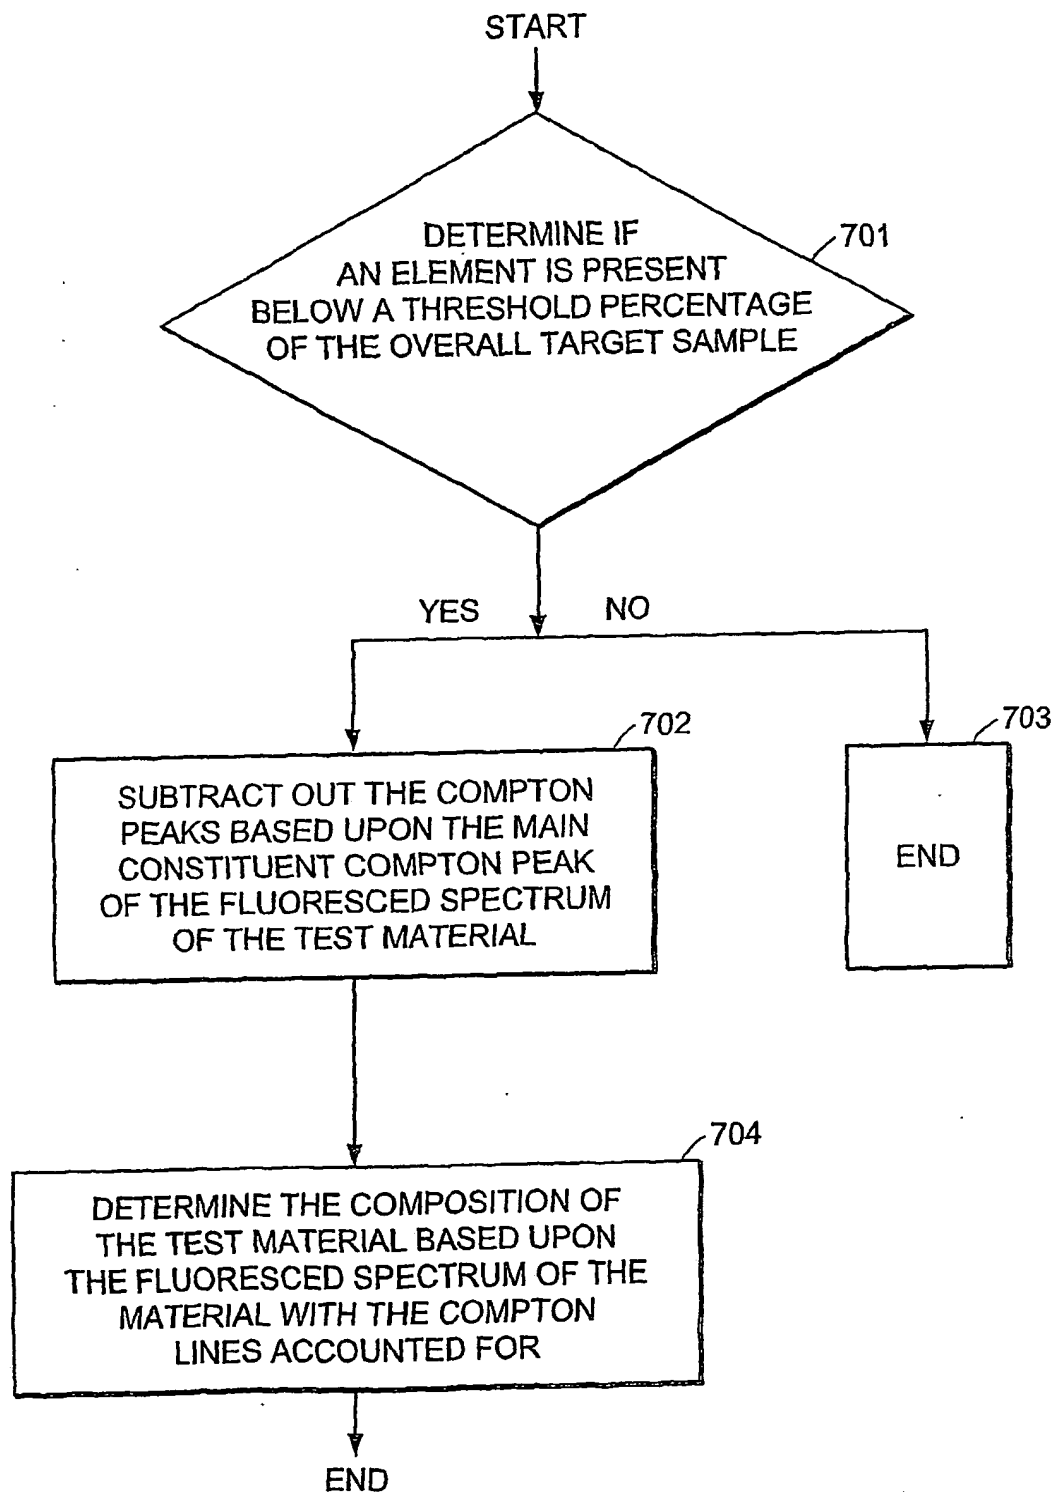 START
DETERMINE IF
AN ELEMENT IS PRESENT
BELOW A THRESHOLD PERCENTAGE
OF THE OVERALL TARGET SAMPLE
701
YES
NO
702
SUBTRACT OUT THE COMPTON
PEAKS BASED UPON THE MAIN
CONSTITUENT COMPTON PEAK
OF THE FLUORESCED SPECTRUM
OF THE TEST MATERIAL
703
END
704
DETERMINE THE COMPOSITION OF
THE TEST MATERIAL BASED UPON
THE FLUORESCED SPECTRUM OF THE
MATERIAL WITH THE COMPTON
LINES ACCOUNTED FOR
END